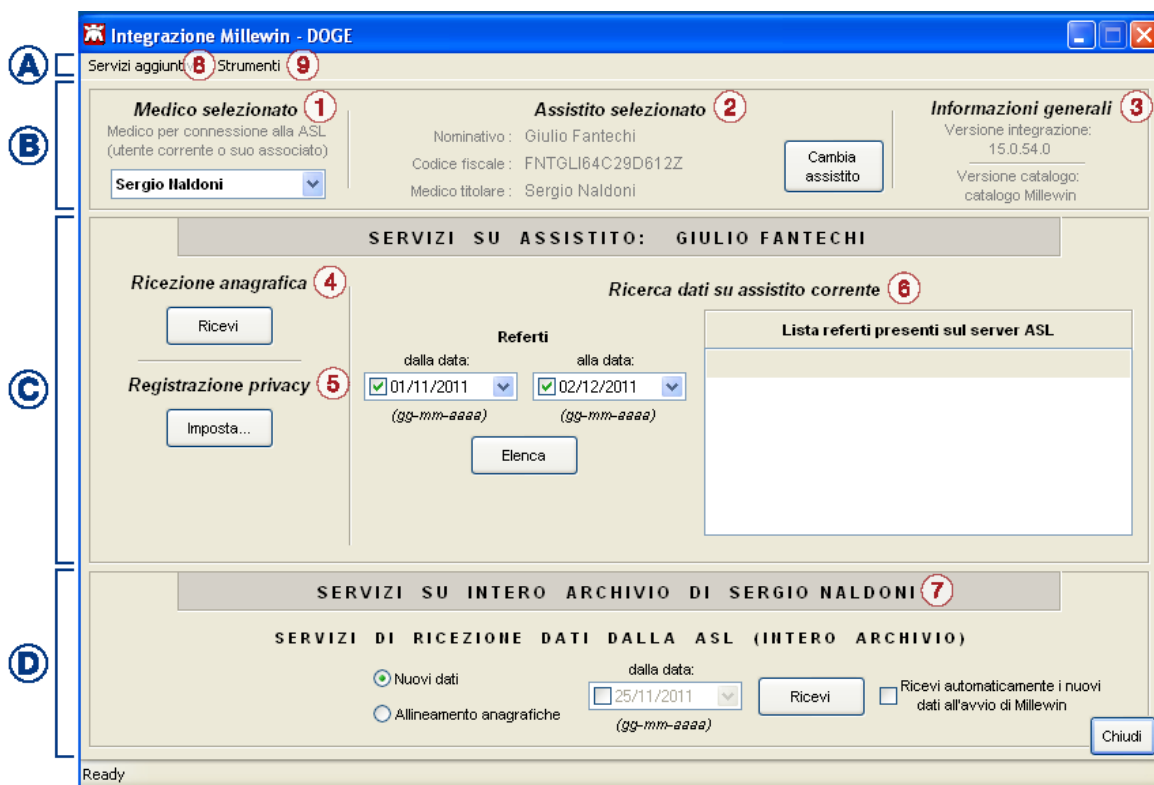 Integrazione Millewin - DOGE
A
Servizi aggiuntiv 8 Strumenti 9
B
Medico selezionato 1
Medico per connessione alla ASL
(utente corrente o suo associato)
Sergio Naldoni
Assistito selezionato 2
Nominativo : Giulio Fantechi
Codice fiscale : FNTGLI64C29D612Z
Medico titolare : Sergio Naldoni
Cambia
assistito
Informazioni generali 3
Versione integrazione:
15.0.54.0
Versione catalogo:
catalogo Millewin
C
SERVIZI SU ASSISTITO: GIULIO FANTECHI
Ricezione anagrafica 4
Ricevi
Registrazione privacy 5
Imposta...
Ricerca dati su assistito corrente 6
Referti
dalla data: alla data:
01/11/2011 02/12/2011
(gg-mm-aaaa) (gg-mm-aaaa)
Elenca
Lista referti presenti sul server ASL
D
SERVIZI SU INTERO ARCHIVIO DI SERGIO NALDONI 7
SERVIZI DI RICEZIONE DATI DALLA ASL (INTERO ARCHIVIO)
Nuovi dati
Allineamento anagrafiche
dalla data:
25/11/2011
(gg-mm-aaaa)
Ricevi
Ricevi automaticamente i nuovi
dati all'avvio di Millewin
Chiudi
Ready